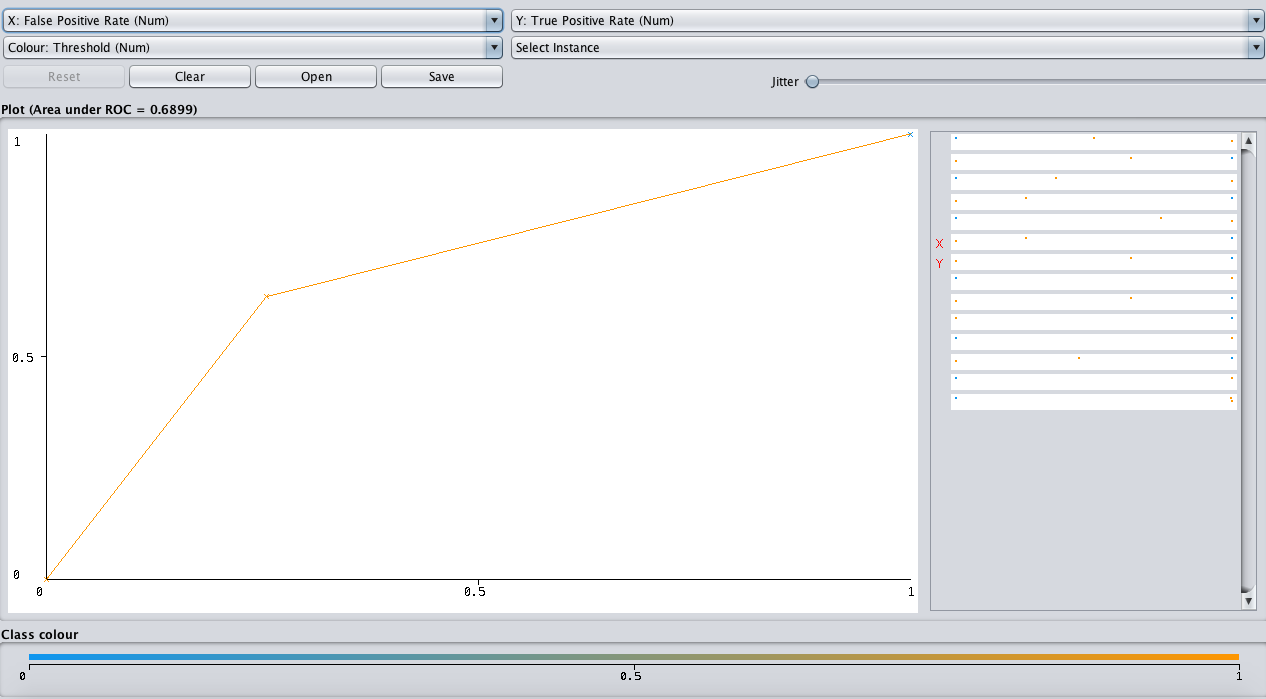 X: False Positive Rate (Num) Y: True Positive Rate (Num)
Colour: Threshold (Num) Select Instance
Reset Clear Open Save Jitter
Plot (Area under ROC = 0.6899)
1
0.5
0
0 0.5 1
X
Y
Class colour
0 0.5 1